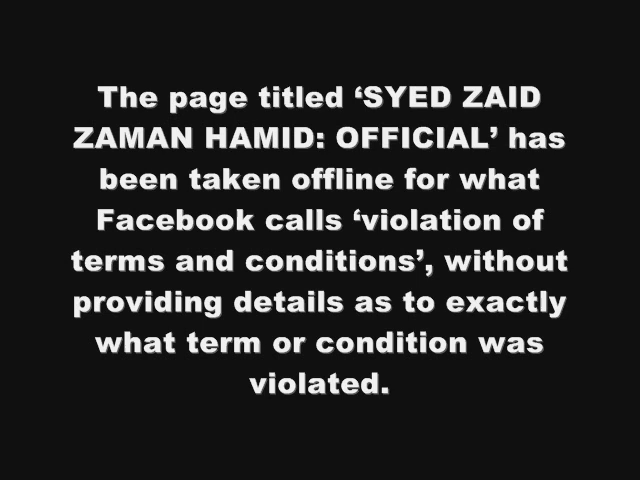 The page titled ‘SYED ZAID
ZAMAN HAMID: OFFICIAL’ has
been taken offline for what
Facebook calls ‘violation of
terms and conditions’, without
providing details as to exactly
what term or condition was
violated.